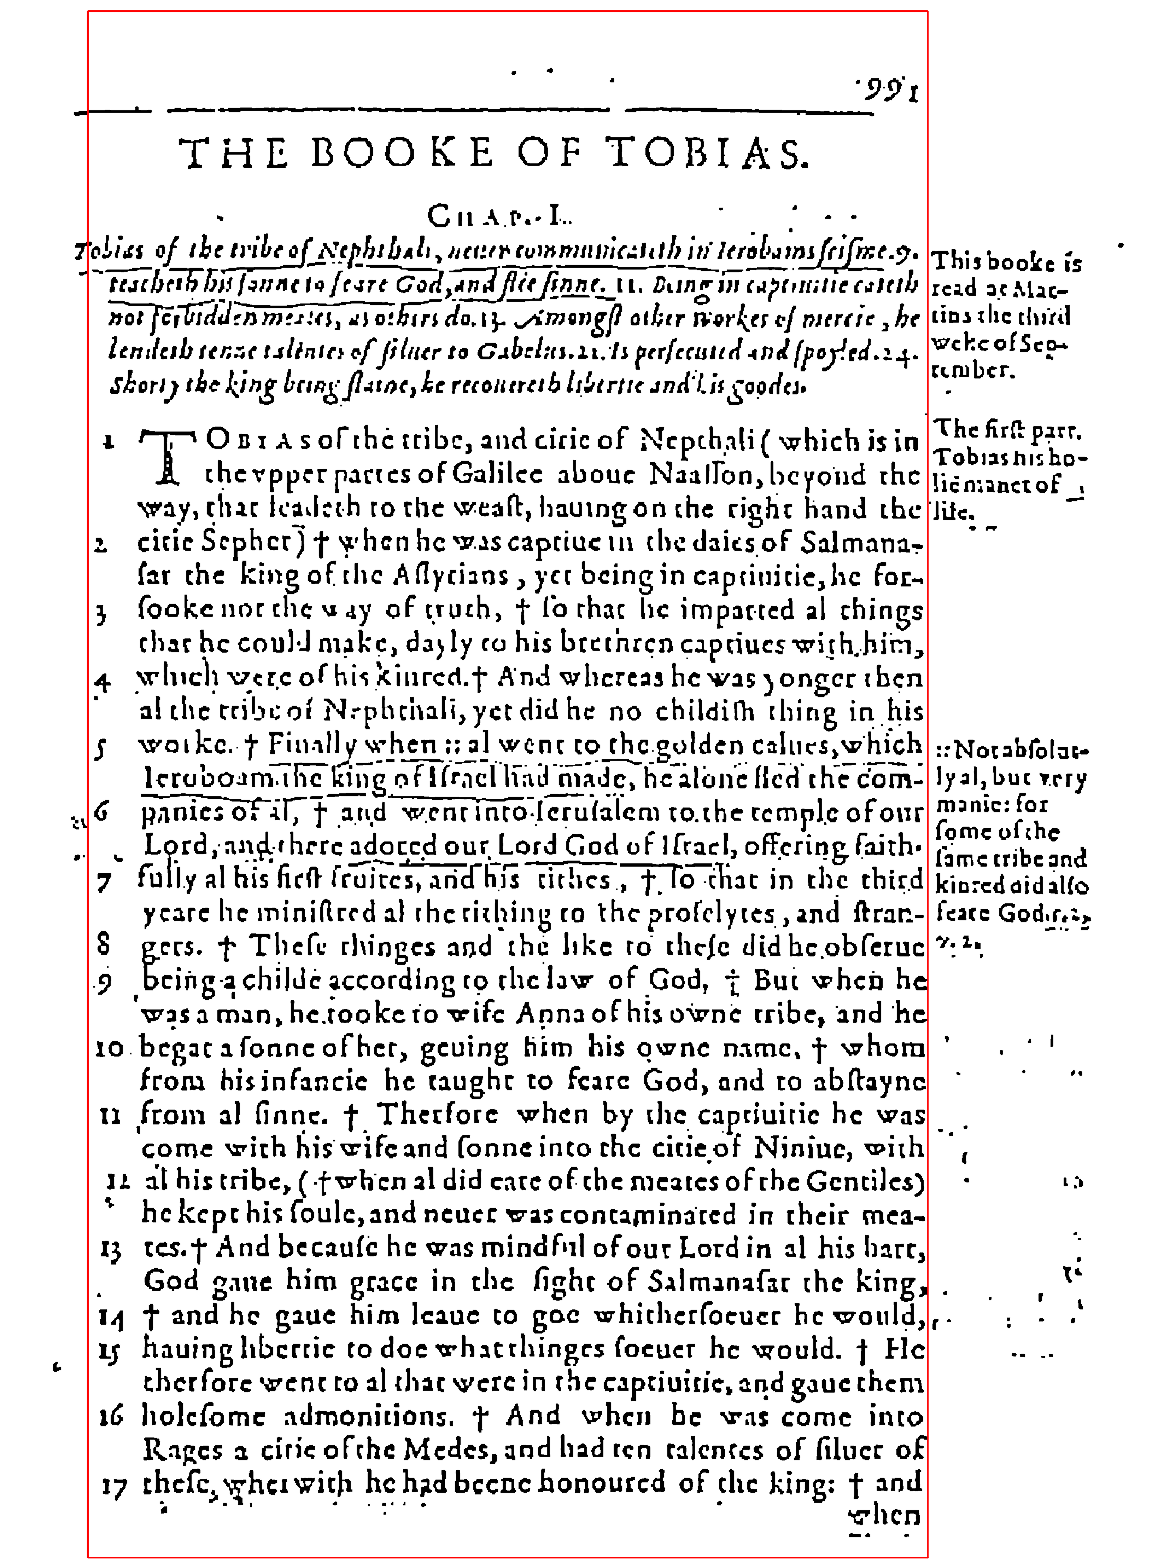 991
THE BOOKE OF TOBIAS.
CHAP. I.
Tobias of the tribe of Nephthali, neuer communicateth in Ierobams scisme. 9.
teacheth his sonne to feare God, and flie sinne. 11. Being in captiuitie eateth
not forbidden meates, as others do. 13. Amongst other workes of mercie, he
lendeth tenne talentes of siluer to Gabelus. 21. Is persecuted and spoyled. 24.
Shortly the king being slaine, he recouereth libertie and his goodes.
This booke is
read at Mat-
tins the third
weke of Sep-
tember.
1 TOBIAS of the tribe, and citie of Nepthali (which is in
the vpper partes of Galilee aboue Naasson, beyond the
way, that leadeth to the weast, hauing on the right hand the
2 citie Sephet) † when he was captiue in the daies of Salmana-
sar the king of the Assyrians, yet being in captiuitie, he for-
3 sooke not the way of truth, † so that he imparted al things
that he could make, dayly to his brethren captiues with him,
4 which were of his kinred. † And whereas he was yonger then
al the tribe of Nephthali, yet did he no childish thing in his
5 worke. † Finally when :: al went to the golden calues, which
Ieroboam the king of Israel had made, he alone fled the com-
6 panies of al, † and went into Ierusalem to the temple of our
Lord, and there adored our Lord God of Israel, offering faith-
7 fully al his first fruites, and his tithes, † so that in the third
yeare he ministred al the tithing to the proselytes, and stran-
8 gers. † These thinges and the like to these did he obserue
9 being a childe according to the law of God, † But when he
was a man, he tooke to wife Anna of his owne tribe, and he
10 begat a sonne of her, geuing him his owne name, † whom
from his infancie he taught to feare God, and to abstayne
11 from al sinne. † Therfore when by the captiuitie he was
come with his wife and sonne into the citie of Niniue, with
12 al his tribe, ( † when al did eate of the meates of the Gentiles)
he kept his soule, and neuer was contaminated in their mea-
13 tes. † And because he was mindful of our Lord in al his hart,
God gaue him grace in the sight of Salmanasar the king,
14 † and he gaue him leaue to goe whithersoeuer he would,
15 hauing libertie to doe what thinges soeuer he would. † He
therfore went to al that were in the captiuitie, and gaue them
16 holesome admonitions. † And when he was come into
Rages a citie of the Medes, and had ten talentes of siluer of
17 these, wherwith he had beene honoured of the king: † and
when
The first part.
Tobias his ho-
lie maner of
life.
:: Not absolut-
ly al, but very
manie: for
some of the
same tribe and
kinred did also
feare God. c. 2,
v. 2.